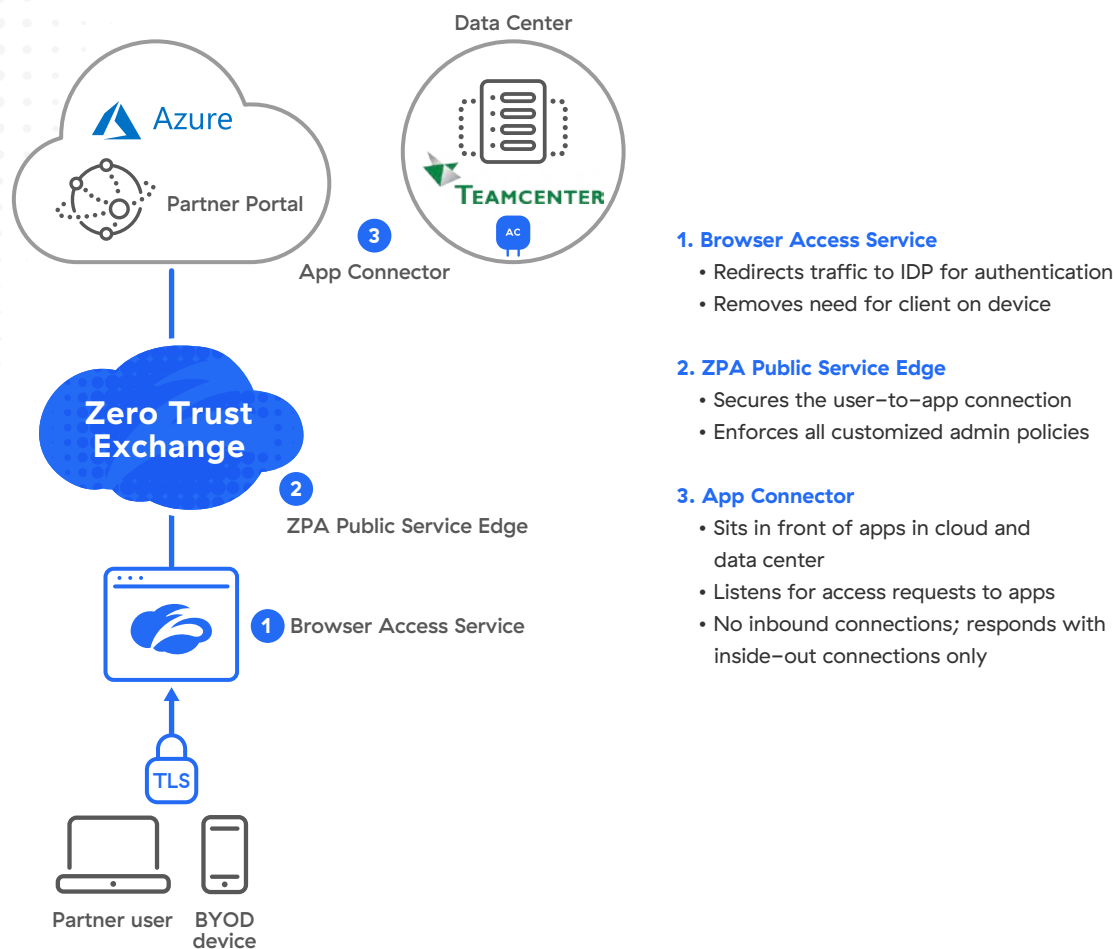 Data Center
Azure
Partner Portal
TEAMCENTER
AC
3
App Connector
Zero Trust
Exchange
2
ZPA Public Service Edge
1 Browser Access Service
TLS
Partner user
BYOD
device
1. Browser Access Service
• Redirects traffic to IDP for authentication
• Removes need for client on device
2. ZPA Public Service Edge
• Secures the user-to-app connection
• Enforces all customized admin policies
3. App Connector
• Sits in front of apps in cloud and
data center
• Listens for access requests to apps
• No inbound connections; responds with
inside-out connections only